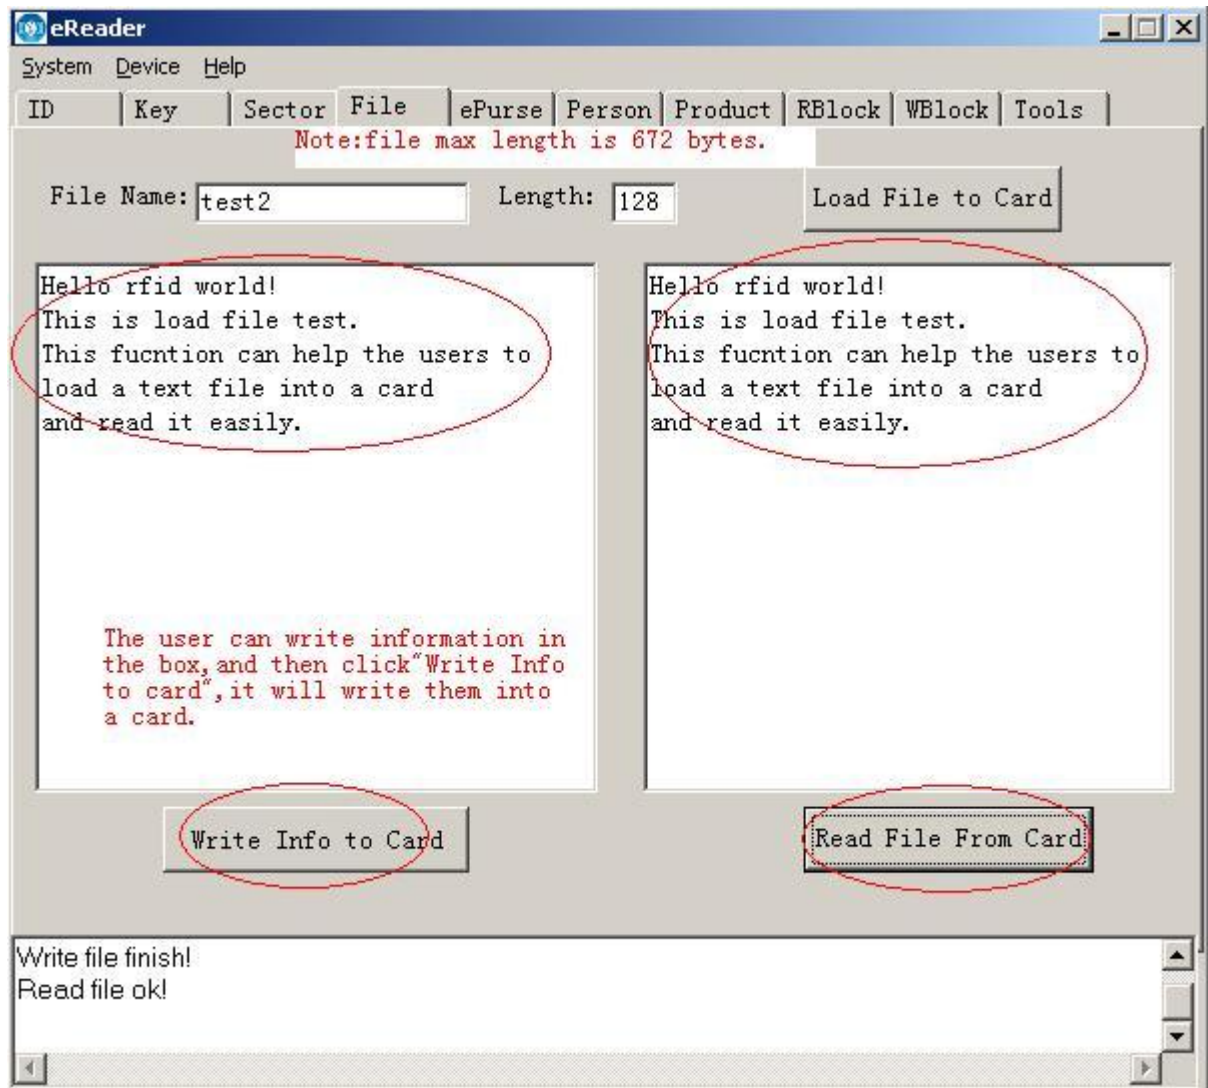 eReader
System Device Help
ID Key Sector File ePurse Person Product RBlock WBlock Tools
Note:file max length is 672 bytes.
File Name: test2 Length: 128 Load File to Card
Hello rfid world!
This is load file test.
This fucntion can help the users to
load a text file into a card
and read it easily.
Hello rfid world!
This is load file test.
This fucntion can help the users to
load a text file into a card
and read it easily.
The user can write information in
the box,and then click"Write Info
to card",it will write them into
a card.
Write Info to Card
Read File From Card
Write file finish!
Read file ok!